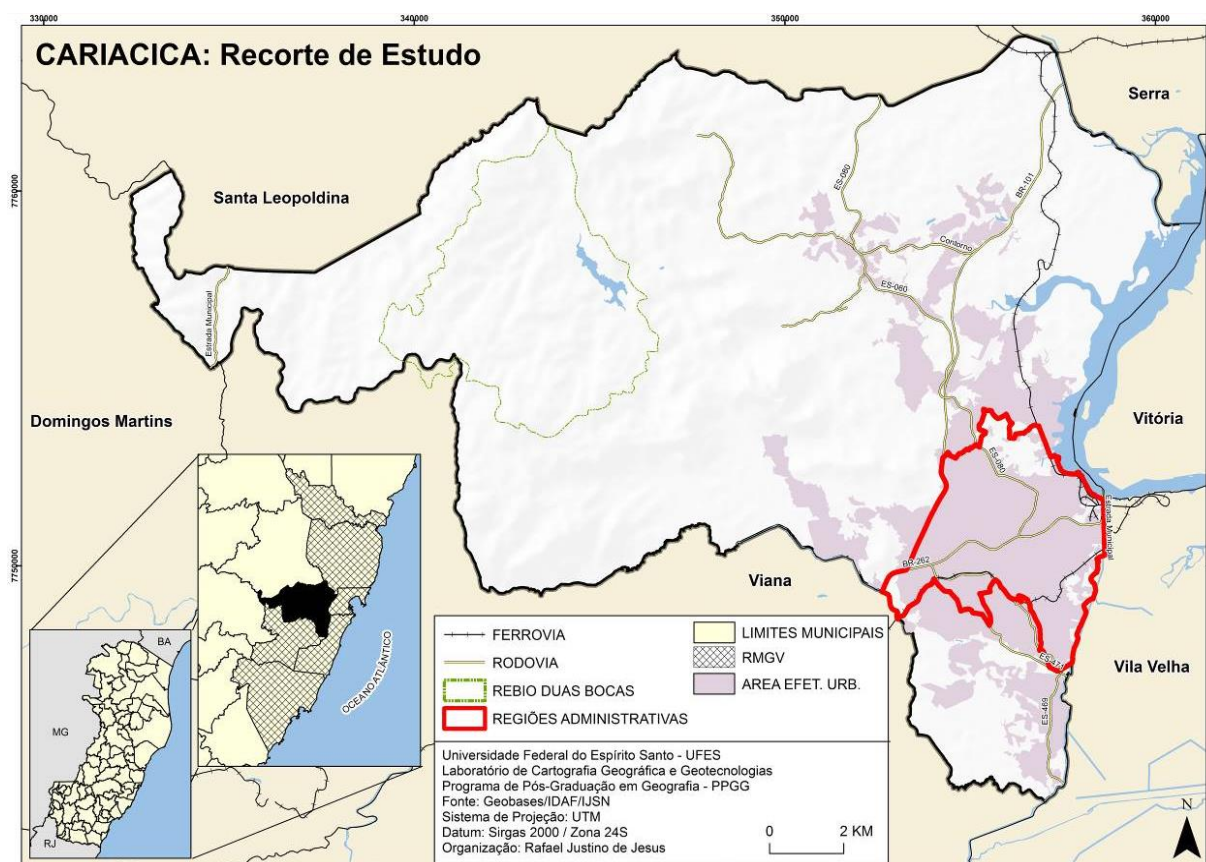 330000
340000
350000
360000
CARIACICA: Recorte de Estudo
Serra
7760000
Santa Leopoldina
ES-080
BR-101
Contorno
ES-060
Estrada Municipal
Domingos Martins
Vitória
ES-080
Estrada Municipal
7750000
BR-262
Viana
ES-471
Vila Velha
ES-469
OCEANO ATLÂNTICO
BA
MG
RJ
FERROVIA
RODOVIA
REBIO DUAS BOCAS
REGIÕES ADMINISTRATIVAS
LIMITES MUNICIPAIS
RMGV
AREA EFET. URB.
Universidade Federal do Espírito Santo - UFES
Laboratório de Cartografia Geográfica e Geotecnologias
Programa de Pós-Graduação em Geografia - PPGG
Fonte: Geobases/IDAF/IJSN
Sistema de Projeção: UTM
Datum: Sirgas 2000 / Zona 24S
Organização: Rafael Justino de Jesus
0 2 KM
N